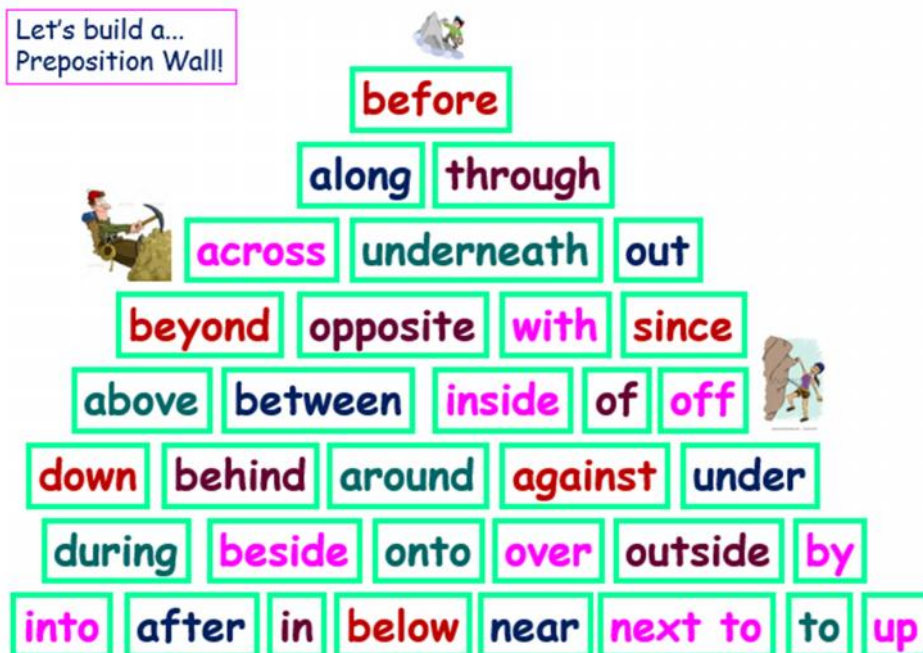 Let's build a...
Preposition Wall!
before
along through
across underneath out
beyond opposite with since
above between inside of off
down behind around against under
during beside onto over outside by
into after in below near next to to up